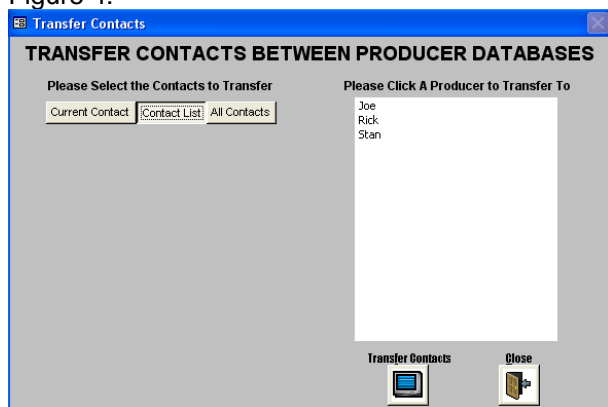 Figure 4.
Transfer Contacts
TRANSFER CONTACTS BETWEEN PRODUCER DATABASES
Please Select the Contacts to Transfer
Current Contact Contact List All Contacts
Please Click A Producer to Transfer To
Joe
Rick
Stan
Transfer Contacts
Close